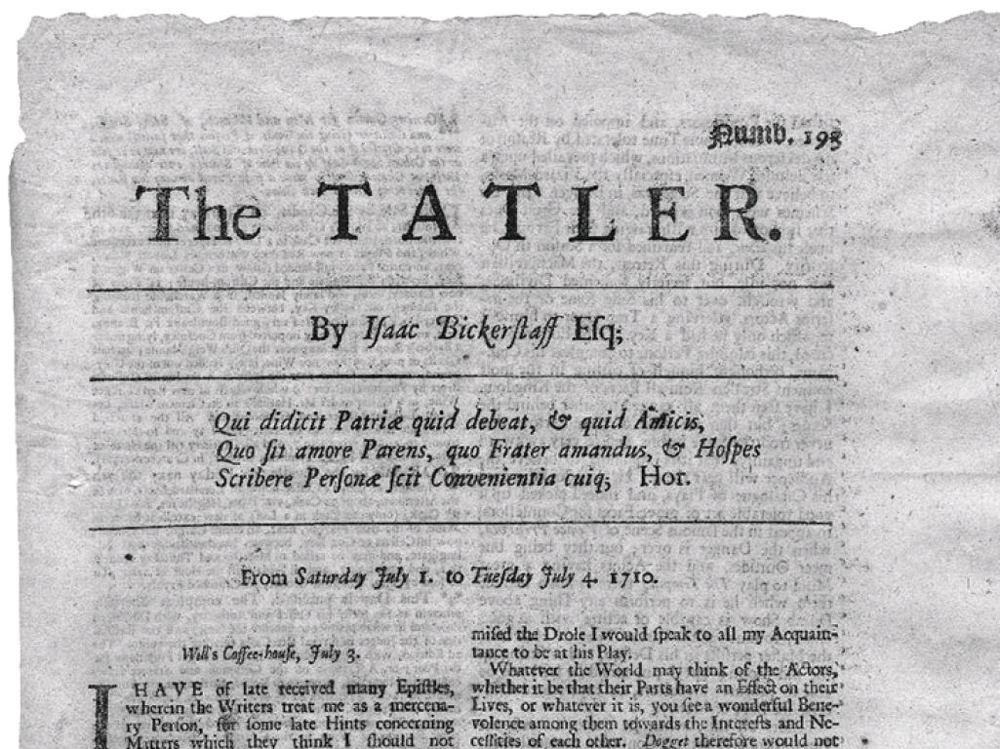 Numb. 193
The TATLER.
By Iſaac Bickerſtaff Eſq;
Qui didicit Patriæ quid debeat, & quid Amicis,
Quo ſit amore Parens, quo Frater amandus, & Hoſpes
Scribere Perſonæ ſcit Convenientia cuiq; Hor.
From Saturday July 1. to Tueſday July 4. 1710.
Will's Coffee-houſe, July 3.
I HAVE of late received many Epiſtles,
wherein the Writers treat me as a mercena-
ry Perſon, for ſome late Hints concerning
Matters which they think I ſhould not
miſed the Drole I would ſpeak to all my Acquain-
tance to be at his Play.
Whatever the World may think of the Actors,
whether it be that their Parts have an Effect on their
Lives, or whatever it is, you ſee a wonderful Bene-
volence among them towards the Intereſts and Ne-
ceſſities of each other. Dogget therefore would not